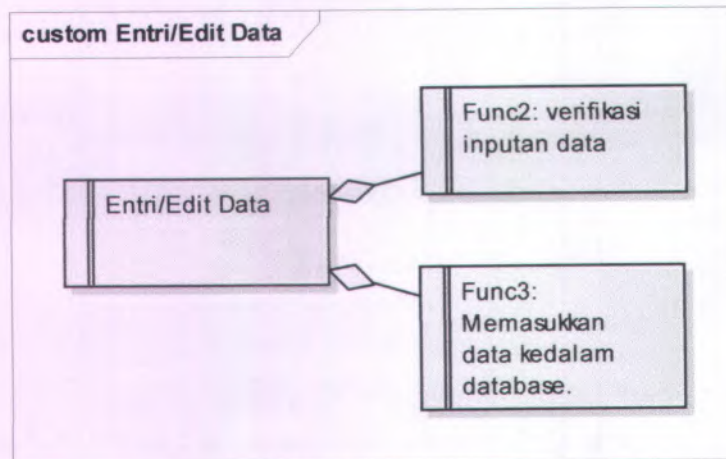 custom Entri/Edit Data
Func2: verifikasi
inputan data
Entri/Edit Data
Func3:
Memasukkan
data kedalam
database.